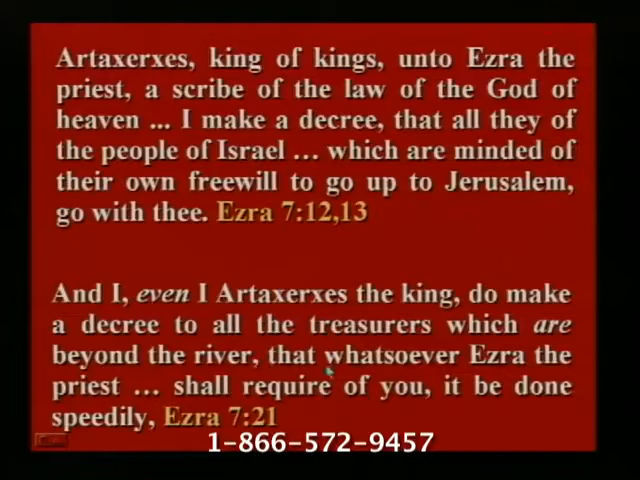 Artaxerxes, king of kings, unto Ezra the
priest, a scribe of the law of the God of
heaven ... I make a decree, that all they of
the people of Israel ... which are minded of
their own freewill to go up to Jerusalem,
go with thee. Ezra 7:12,13
And I, even I Artaxerxes the king, do make
a decree to all the treasurers which are
beyond the river, that whatsoever Ezra the
priest ... shall require of you, it be done
speedily, Ezra 7:21
1-866-572-9457